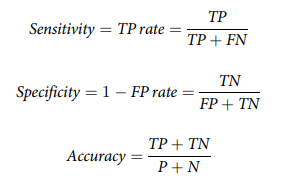 Sensitivity = TP rate = TP / (TP + FN)
Specificity = 1 − FP rate = TN / (FP + TN)
Accuracy = (TP + TN) / (P + N)